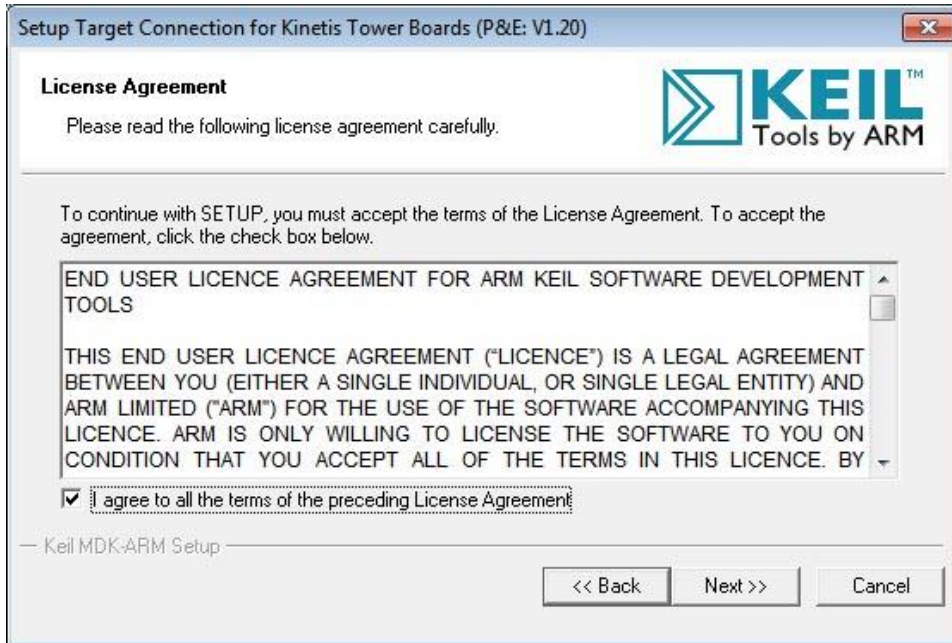 Setup Target Connection for Kinetis Tower Boards (P&E: V1.20)
License Agreement
Please read the following license agreement carefully.
KEIL™
Tools by ARM
To continue with SETUP, you must accept the terms of the License Agreement. To accept the
agreement, click the check box below.
END USER LICENCE AGREEMENT FOR ARM KEIL SOFTWARE DEVELOPMENT
TOOLS
THIS END USER LICENCE AGREEMENT (“LICENCE”) IS A LEGAL AGREEMENT
BETWEEN YOU (EITHER A SINGLE INDIVIDUAL, OR SINGLE LEGAL ENTITY) AND
ARM LIMITED ("ARM") FOR THE USE OF THE SOFTWARE ACCOMPANYING THIS
LICENCE. ARM IS ONLY WILLING TO LICENSE THE SOFTWARE TO YOU ON
CONDITION THAT YOU ACCEPT ALL OF THE TERMS IN THIS LICENCE. BY
I agree to all the terms of the preceding License Agreement
Keil MDK-ARM Setup
<< Back
Next >>
Cancel